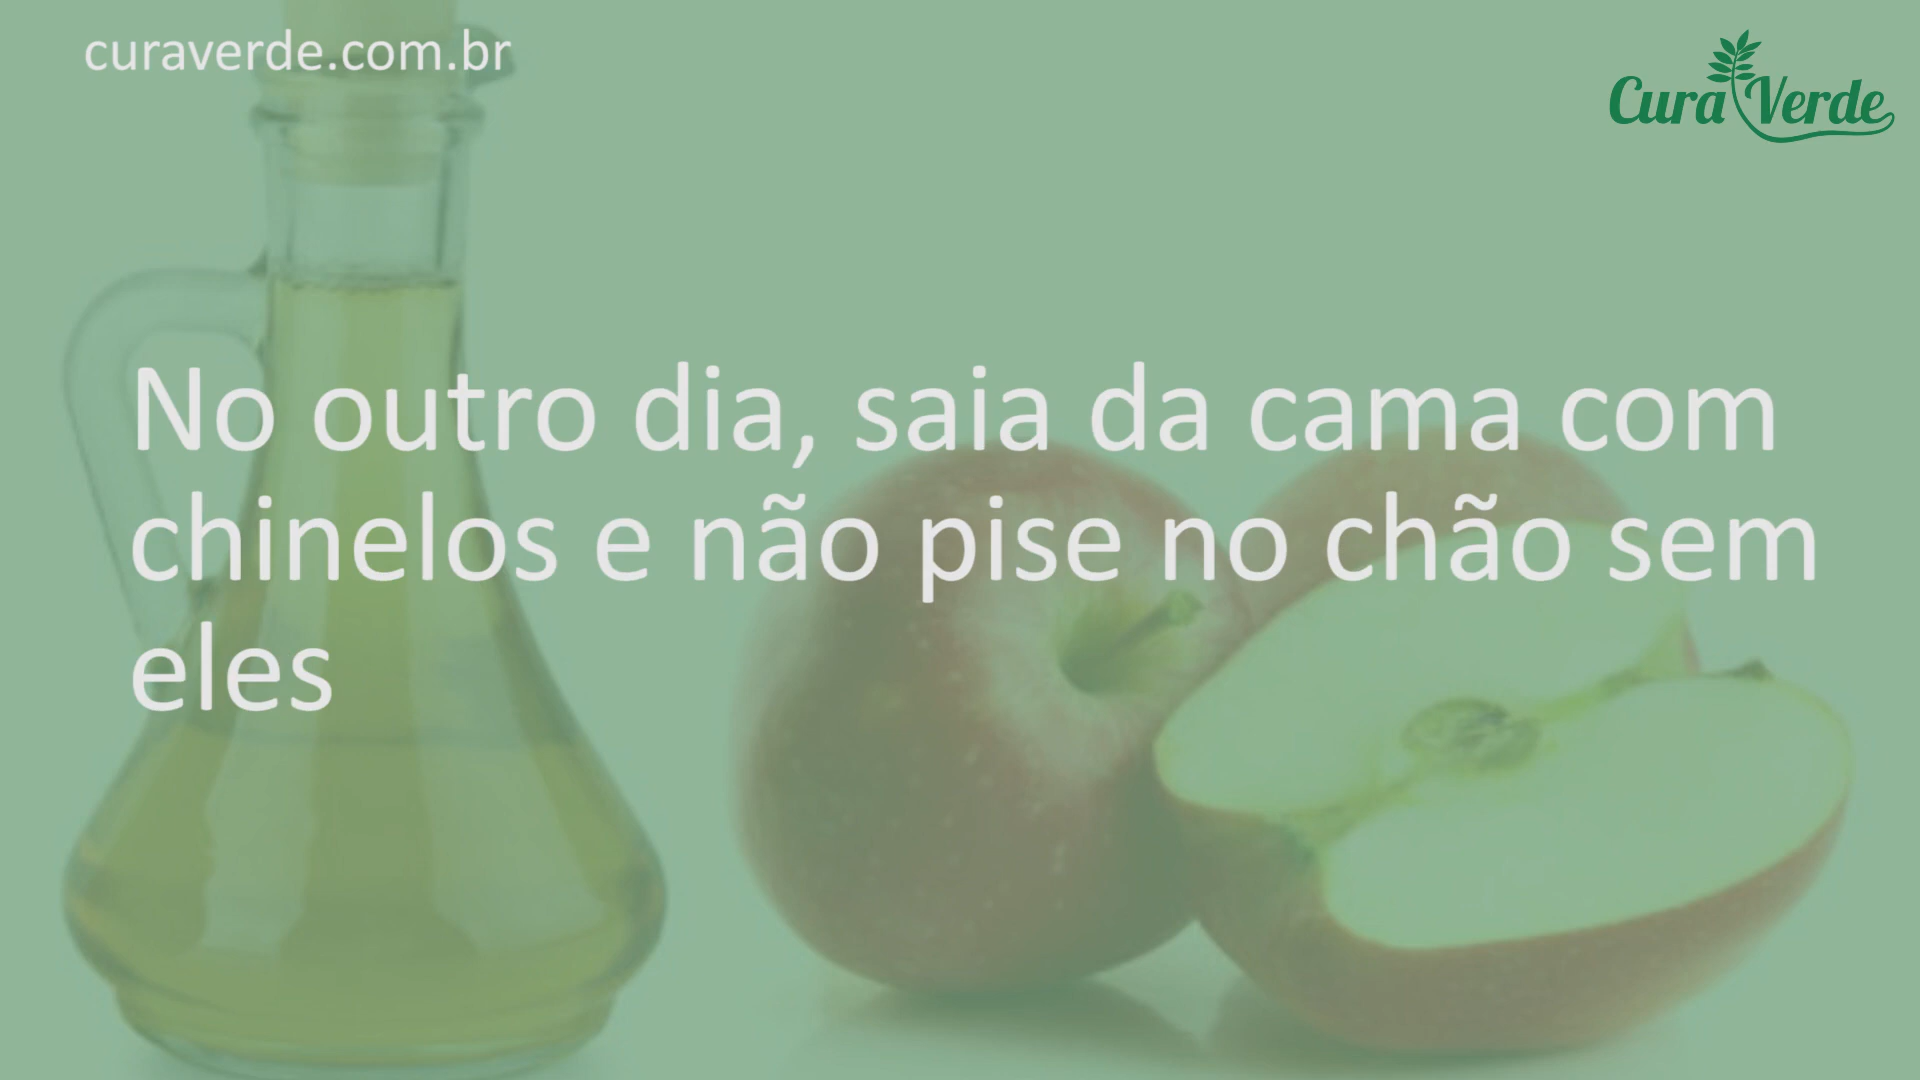 curaverde.com.br
Cura Verde
No outro dia, saia da cama com
chinelos e não pise no chão sem
eles